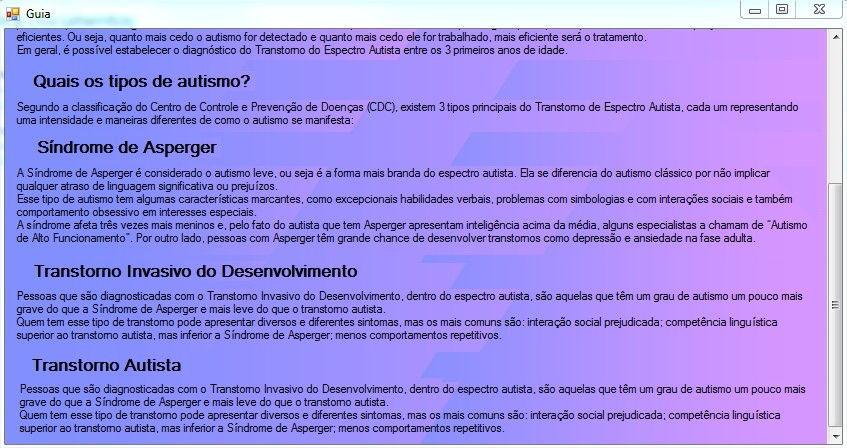 Guia
eficientes. Ou seja, quanto mais cedo o autismo for detectado e quanto mais cedo ele for trabalhado, mais eficiente será o tratamento.
Em geral, é possível estabelecer o diagnóstico do Transtorno do Espectro Autista entre os 3 primeiros anos de idade.
Quais os tipos de autismo?
Segundo a classificação do Centro de Controle e Prevenção de Doenças (CDC), existem 3 tipos principais do Transtorno de Espectro Autista, cada um representando
uma intensidade e maneiras diferentes de como o autismo se manifesta:
Síndrome de Asperger
A Síndrome de Asperger é considerado o autismo leve, ou seja é a forma mais branda do espectro autista. Ela se diferencia do autismo clássico por não implicar
qualquer atraso de linguagem significativa ou prejuízos.
Esse tipo de autismo tem algumas características marcantes, como excepcionais habilidades verbais, problemas com simbologias e com interações sociais e também
comportamento obsessivo em interesses especiais.
A síndrome afeta três vezes mais meninos e, pelo fato do autista que tem Asperger apresentam inteligência acima da média, alguns especialistas a chamam de "Autismo
de Alto Funcionamento". Por outro lado, pessoas com Asperger têm grande chance de desenvolver transtornos como depressão e ansiedade na fase adulta.
Transtorno Invasivo do Desenvolvimento
Pessoas que são diagnosticadas com o Transtorno Invasivo do Desenvolvimento, dentro do espectro autista, são aquelas que têm um grau de autismo um pouco mais
grave do que a Síndrome de Asperger e mais leve do que o transtorno autista.
Quem tem esse tipo de transtorno pode apresentar diversos e diferentes sintomas, mas os mais comuns são: interação social prejudicada; competência linguística
superior ao transtorno autista, mas inferior a Síndrome de Asperger; menos comportamentos repetitivos.
Transtorno Autista
Pessoas que são diagnosticadas com o Transtorno Invasivo do Desenvolvimento, dentro do espectro autista, são aquelas que têm um grau de autismo um pouco mais
grave do que a Síndrome de Asperger e mais leve do que o transtorno autista.
Quem tem esse tipo de transtorno pode apresentar diversos e diferentes sintomas, mas os mais comuns são: interação social prejudicada; competência linguística
superior ao transtorno autista, mas inferior a Síndrome de Asperger; menos comportamentos repetitivos.